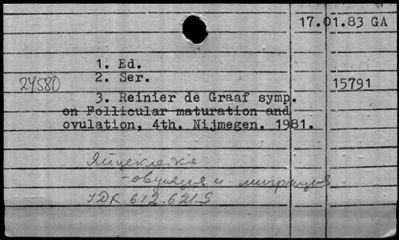 17.01.83 GA
1. Ed.
24580 2. Ser. 15791
3. Reinier de Graaf symp.
on Follicular maturation and
ovulation, 4th. Nijmegen. 1981.
Яйцеклетка
-овуляция и миграция
УДК 612.621.5